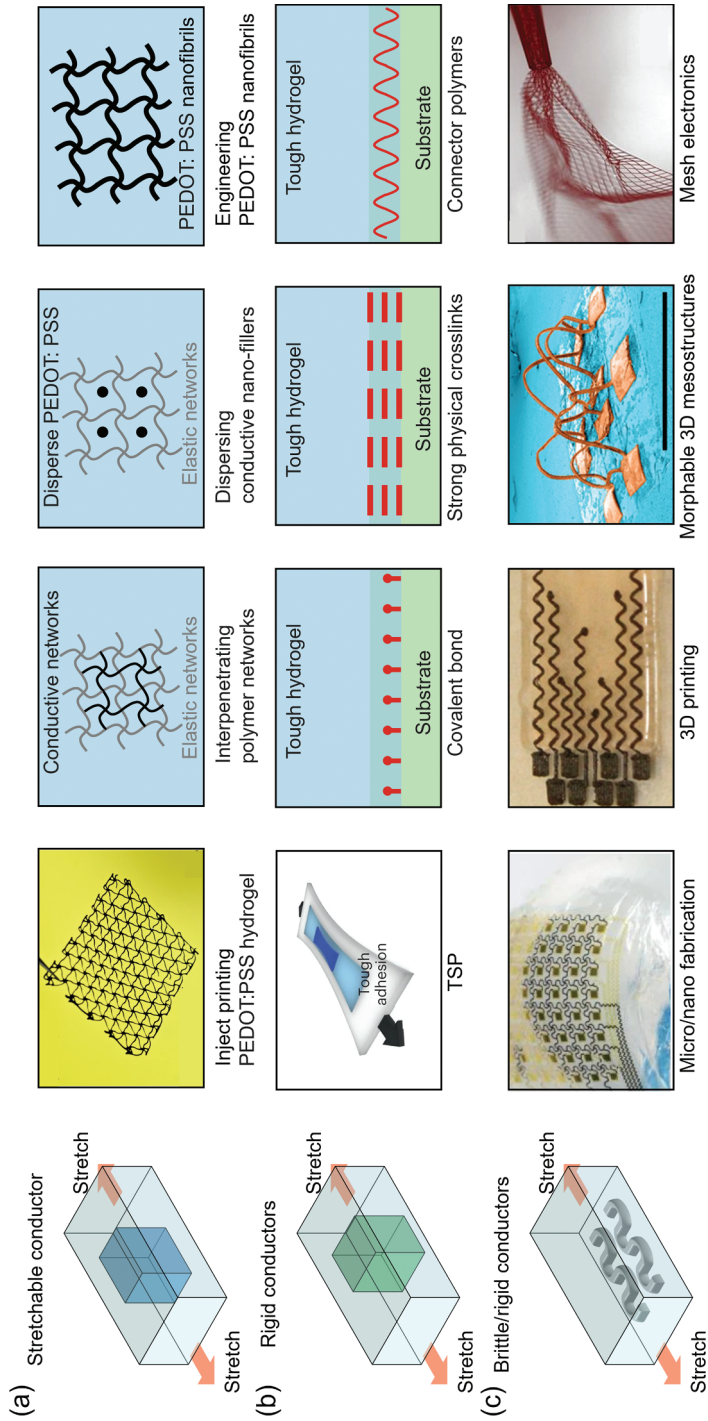 (a)
Stretchable conductor
Stretch
Stretch
Inject printing
PEDOT:PSS hydrogel
Conductive networks
Elastic networks
Interpenetrating
polymer networks
Disperse PEDOT: PSS
Elastic networks
Dispersing
conductive nano-fillers
PEDOT: PSS nanofibrils
Engineering
PEDOT: PSS nanofibrils
(b)
Rigid conductors
Stretch
Stretch
Tough
adhesion
TSP
Tough hydrogel
Substrate
Covalent bond
Tough hydrogel
Substrate
Strong physical crosslinks
Tough hydrogel
Substrate
Connector polymers
(c)
Brittle/rigid conductors
Stretch
Stretch
Micro/nano fabrication
3D printing
Morphable 3D mesostructures
Mesh electronics